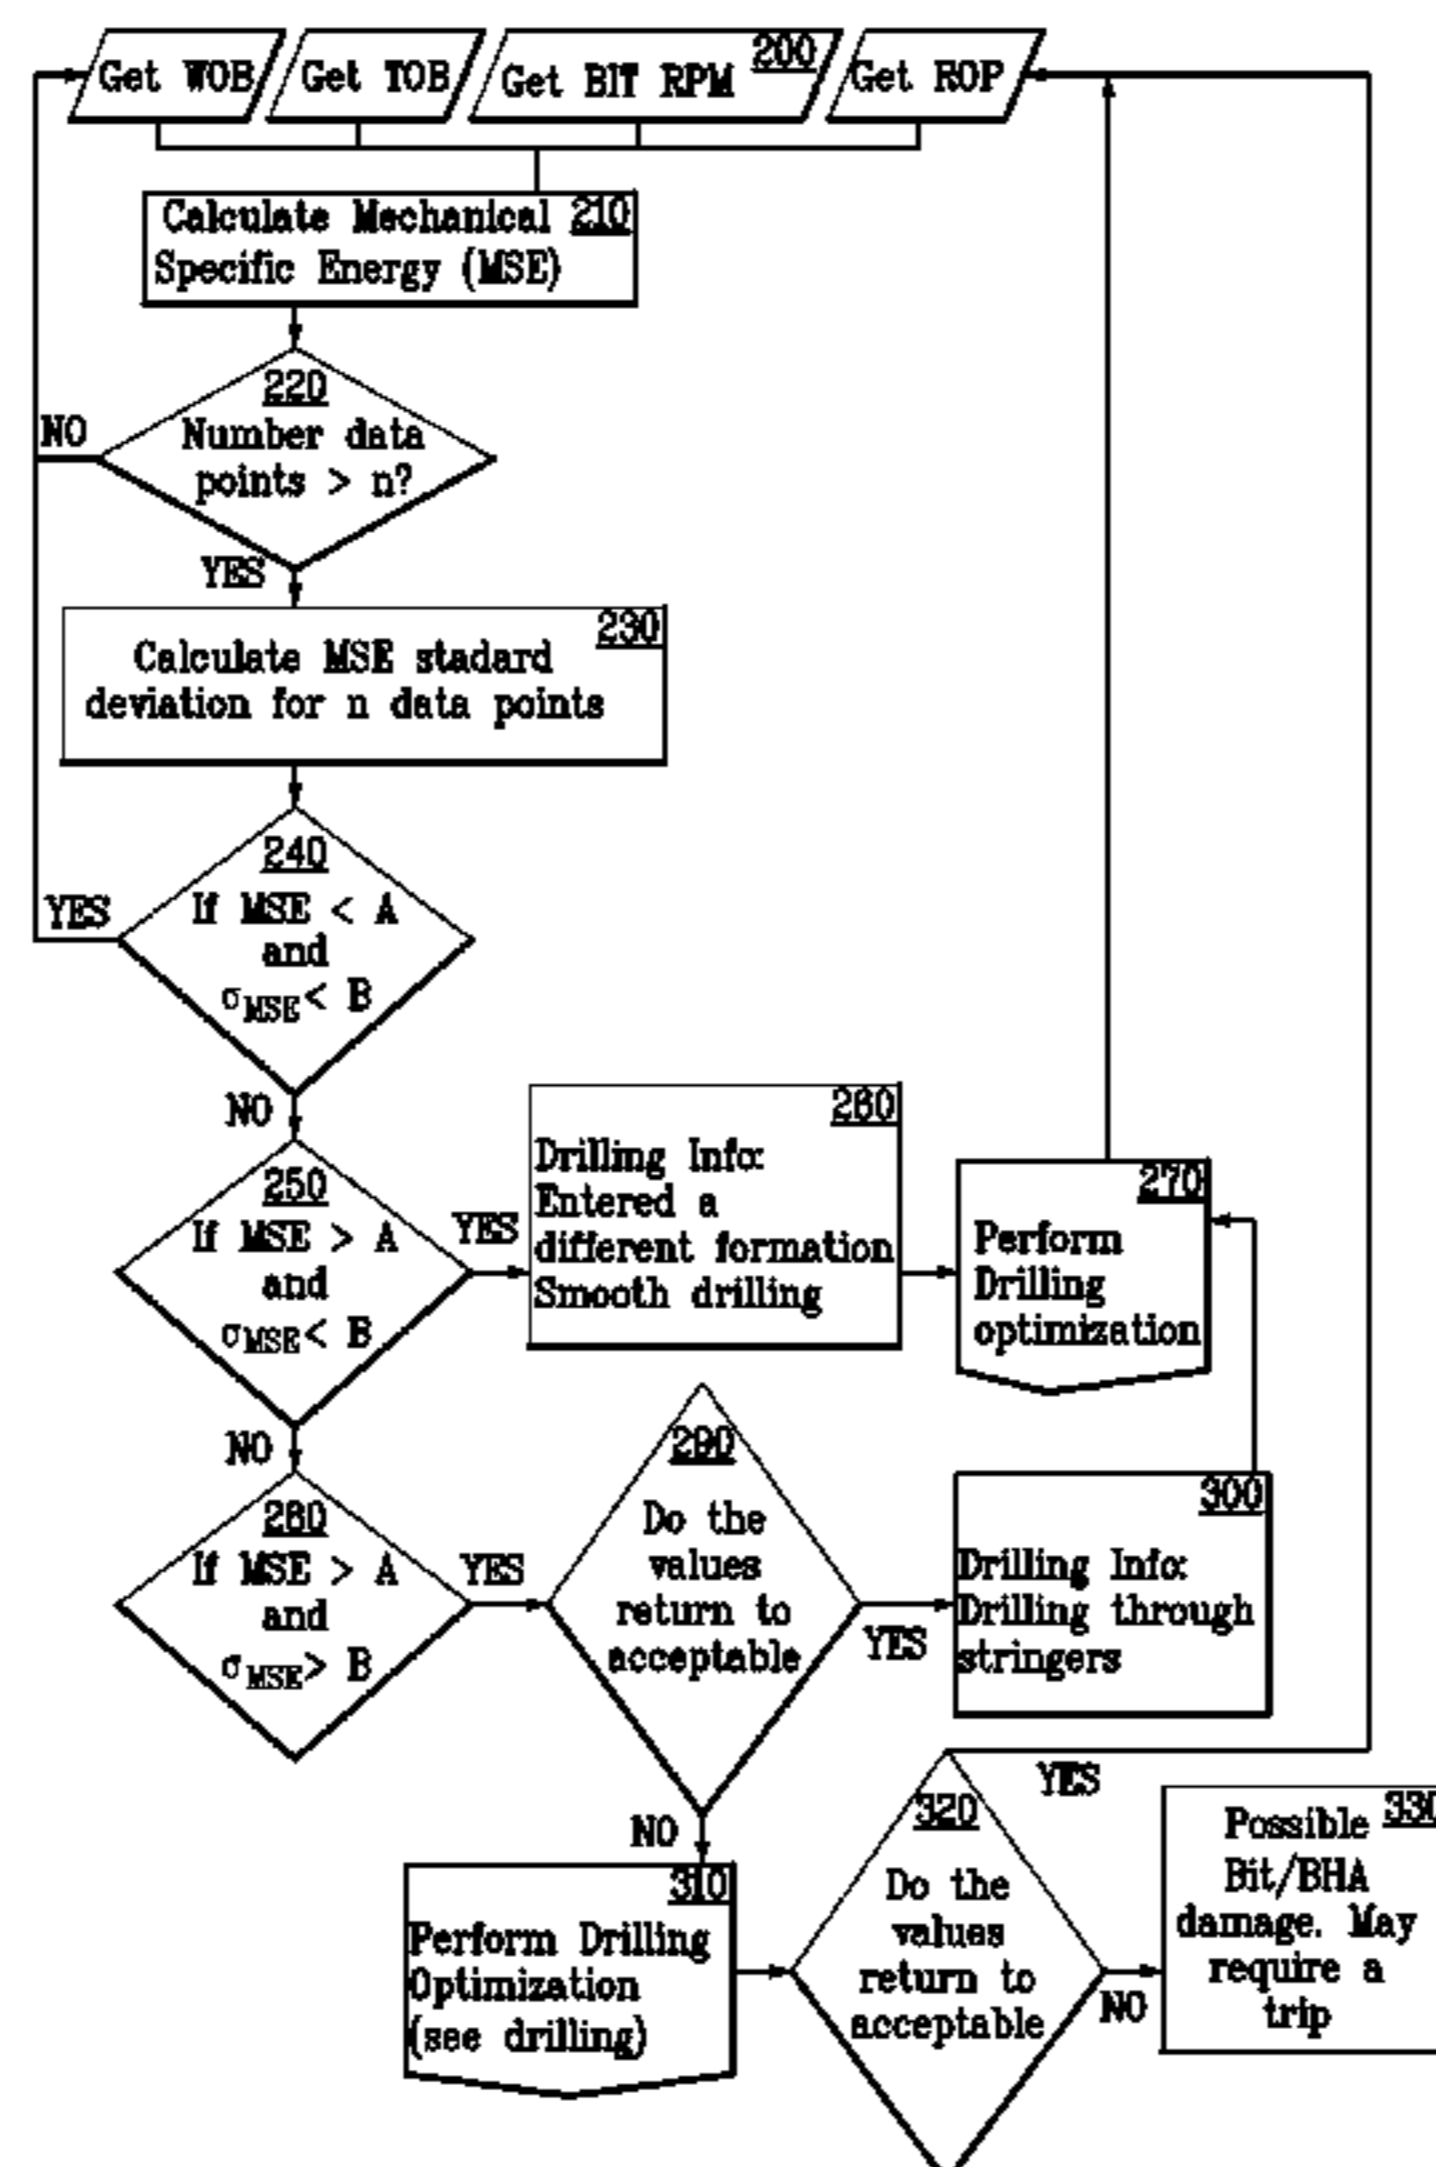 Get WOB
Get TOB
Get BIT RPM
200
Get ROP
Calculate Mechanical 210
Specific Energy (MSE)
220
Number data
points > n?
NO
YES
230
Calculate MSE stadard
deviation for n data points
240
If MSE < A
and
σMSE< B
YES
NO
250
If MSE > A
and
σMSE< B
YES
NO
260
Drilling Info:
Entered a
different formation
Smooth drilling
270
Perform
Drilling
optimization
280
If MSE > A
and
σMSE> B
YES
290
Do the
values
return to
acceptable
YES
NO
300
Drilling Info:
Drilling through
stringers
310
Perform Drilling
Optimization
(see drilling)
320
Do the
values
return to
acceptable
YES
NO
330
Possible
Bit/BHA
damage. May
require a
trip